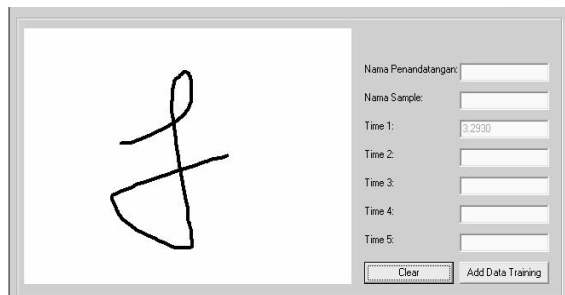 Nama Penandatangan:
Nama Sample:
Time 1: 3.2930
Time 2:
Time 3:
Time 4:
Time 5:
Clear Add Data Training